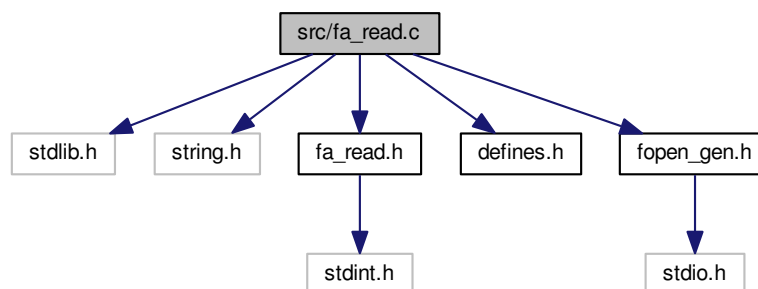 src/fa_read.c
stdlib.h
string.h
fa_read.h
defines.h
fopen_gen.h
stdint.h
stdio.h